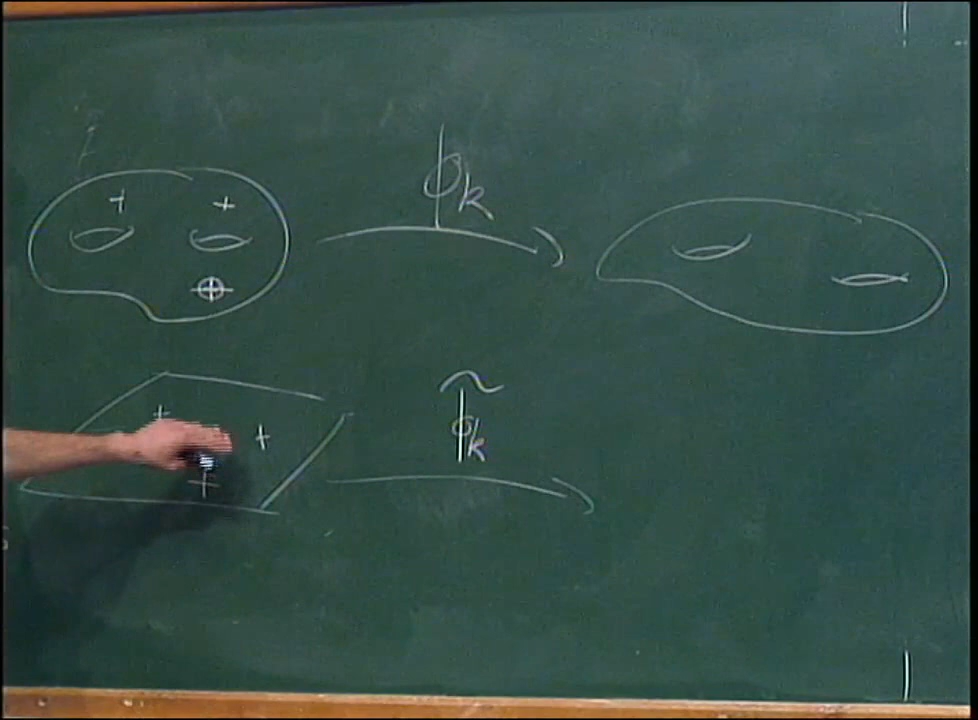 + +
ϕₖ
⊕
+ +
ϕ̃ₖ
+